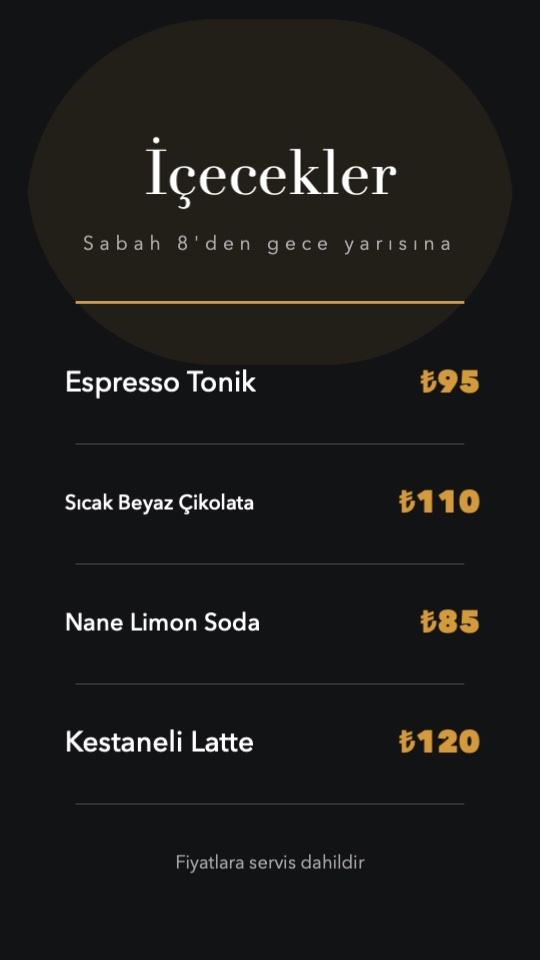 İçecekler
Sabah 8'den gece yarısına
Espresso Tonik ₺95
Sıcak Beyaz Çikolata ₺110
Nane Limon Soda ₺85
Kestaneli Latte ₺120
Fiyatlara servis dahildir